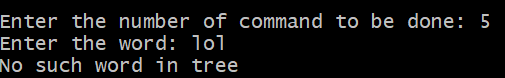 Enter the number of command to be done: 5
Enter the word: lol
No such word in tree